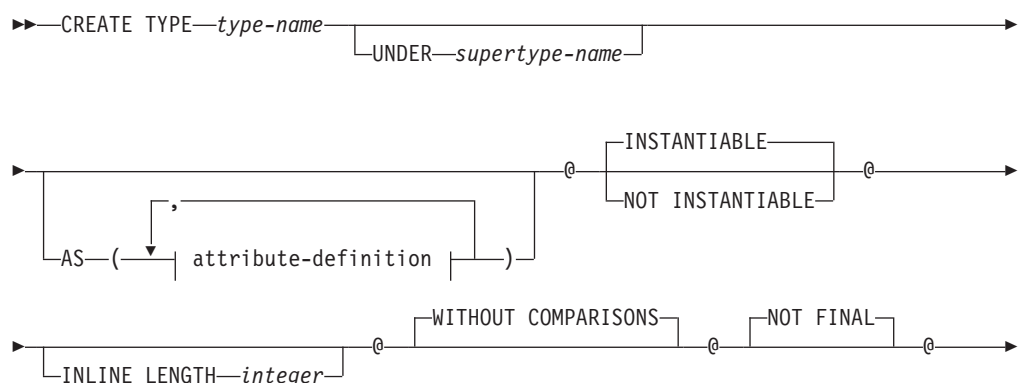 CREATE TYPE type-name
UNDER supertype-name
INSTANTIABLE
@ @
NOT INSTANTIABLE
,
AS ( attribute-definition )
WITHOUT COMPARISONS NOT FINAL
@ @ @
INLINE LENGTH integer